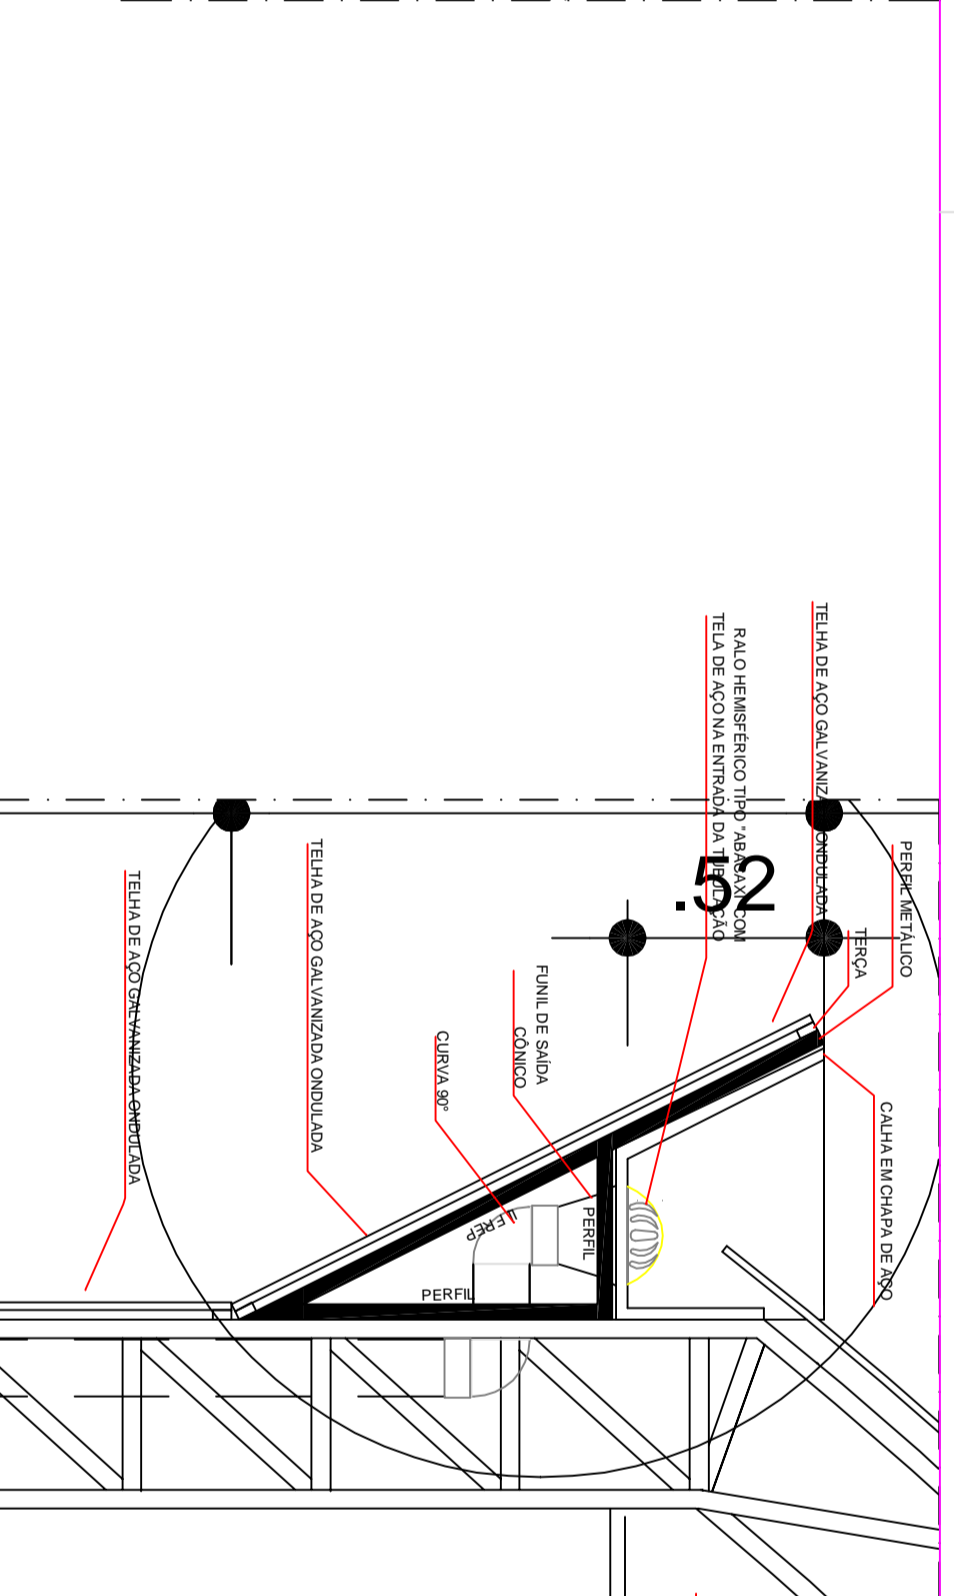 TELHA DE AÇO GALVANIZADA ONDULADA
RALO HEMISFÉRICO TIPO "ABACAXI" COM
TELA DE AÇO NA ENTRADA DA TUBULAÇÃO
.52
PERFIL METÁLICO
TERÇA
TELHA DE AÇO GALVANIZADA ONDULADA
TELHA DE AÇO GALVANIZADA ONDULADA
FUNIL DE SAÍDA
CÔNICO
CURVA 90º
CALHA EM CHAPA DE AÇO
PERFIL
PERFIL